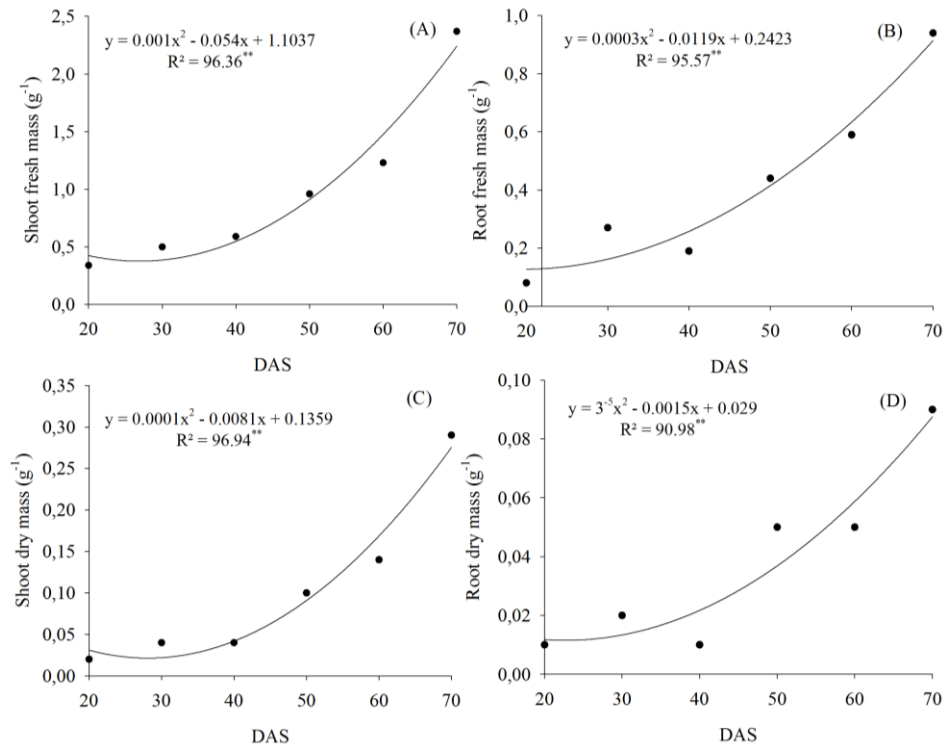 (A)
y = 0.001x² - 0.054x + 1.1037
R² = 96.36**
Shoot fresh mass (g⁻¹)
2,5
2,0
1,5
1,0
0,5
0,0
20 30 40 50 60 70
DAS
(B)
y = 0.0003x² - 0.0119x + 0.2423
R² = 95.57**
Root fresh mass (g⁻¹)
1,0
0,8
0,6
0,4
0,2
0,0
20 30 40 50 60 70
DAS
(C)
y = 0.0001x² - 0.0081x + 0.1359
R² = 96.94**
Shoot dry mass (g⁻¹)
0,35
0,30
0,25
0,20
0,15
0,10
0,05
0,00
20 30 40 50 60 70
DAS
(D)
y = 3⁻⁵x² - 0.0015x + 0.029
R² = 90.98**
Root dry mass (g⁻¹)
0,10
0,08
0,06
0,04
0,02
0,00
20 30 40 50 60 70
DAS